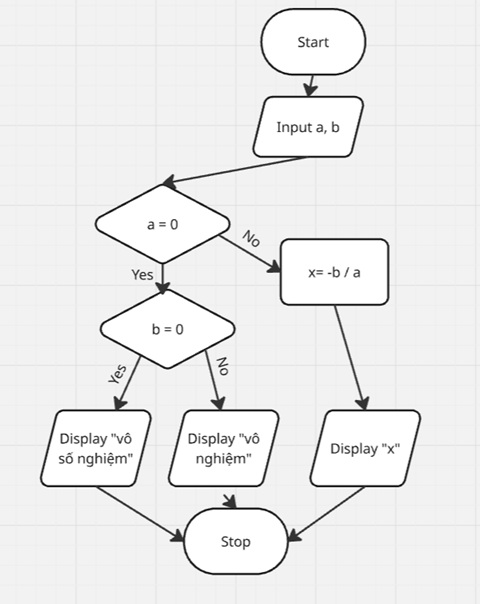 Start
Input a, b
a = 0
No
x= -b / a
Yes
b = 0
Yes
No
Display "vô
số nghiệm"
Display "vô
nghiệm"
Display "x"
Stop